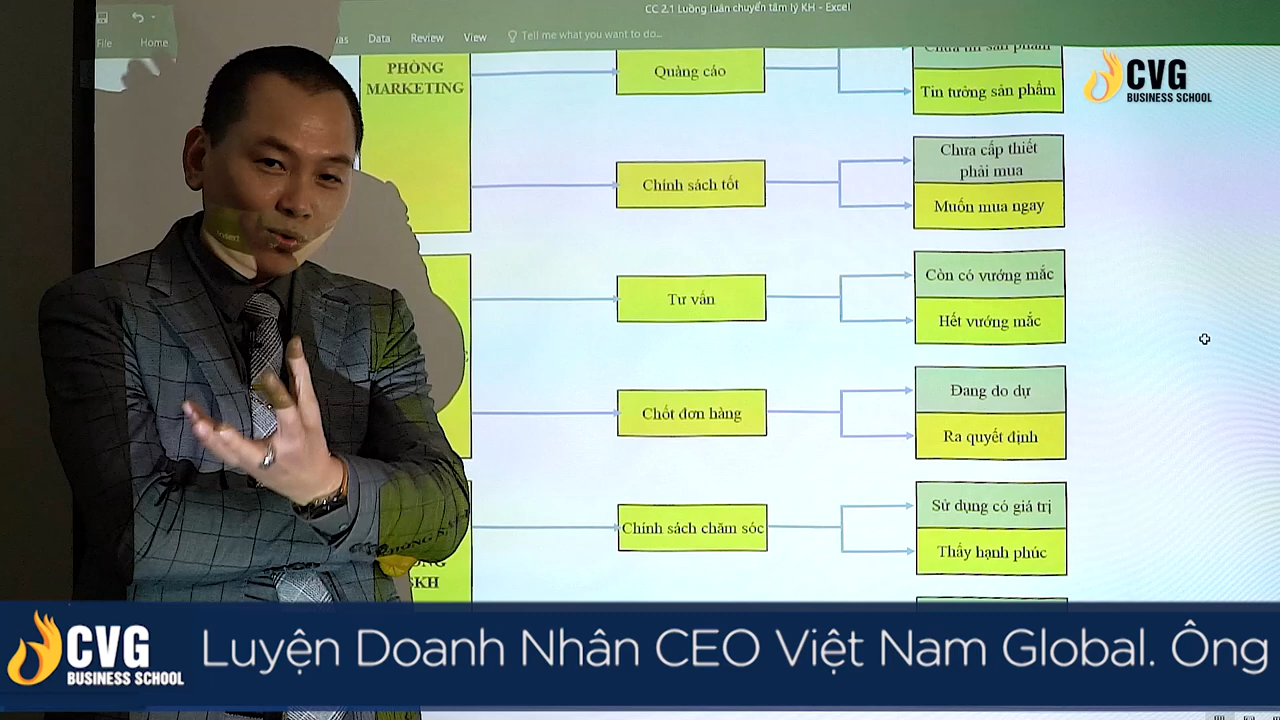 CC 2.1 Luồng luân chuyển tâm lý KH - Excel
File
Home
Data
Review
View
Tell me what you want to do...
PHÒNG
MARKETING
Quảng cáo
Tin tưởng sản phẩm
CVG
BUSINESS SCHOOL
Chính sách tốt
Chưa cấp thiết
phải mua
Muốn mua ngay
Tư vấn
Còn có vướng mắc
Hết vướng mắc
Chốt đơn hàng
Đang do dự
Ra quyết định
Chính sách chăm sóc
Sử dụng có giá trị
Thấy hạnh phúc
CVG
BUSINESS SCHOOL
Luyện Doanh Nhân CEO Việt Nam Global. Ông